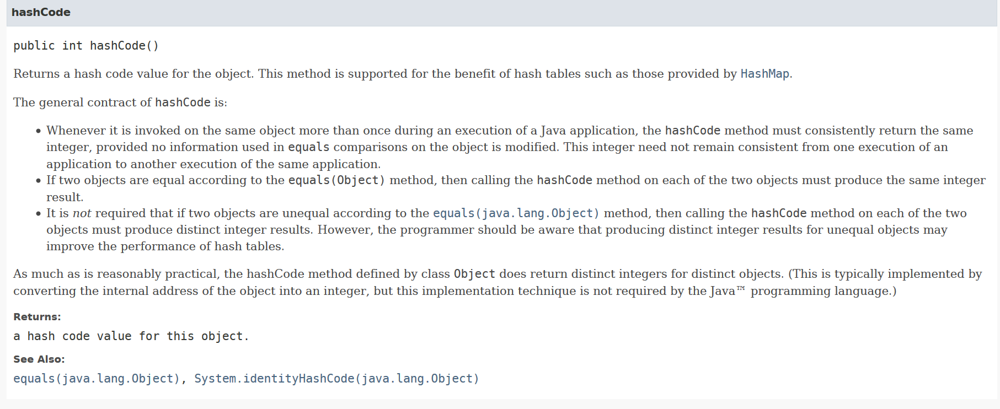 hashCode
public int hashCode()
Returns a hash code value for the object. This method is supported for the benefit of hash tables such as those provided by HashMap.
The general contract of hashCode is:
• Whenever it is invoked on the same object more than once during an execution of a Java application, the hashCode method must consistently return the same
integer, provided no information used in equals comparisons on the object is modified. This integer need not remain consistent from one execution of an
application to another execution of the same application.
• If two objects are equal according to the equals(Object) method, then calling the hashCode method on each of the two objects must produce the same integer
result.
• It is not required that if two objects are unequal according to the equals(java.lang.Object) method, then calling the hashCode method on each of the two
objects must produce distinct integer results. However, the programmer should be aware that producing distinct integer results for unequal objects may
improve the performance of hash tables.
As much as is reasonably practical, the hashCode method defined by class Object does return distinct integers for distinct objects. (This is typically implemented by
converting the internal address of the object into an integer, but this implementation technique is not required by the Java™ programming language.)
Returns:
a hash code value for this object.
See Also:
equals(java.lang.Object), System.identityHashCode(java.lang.Object)